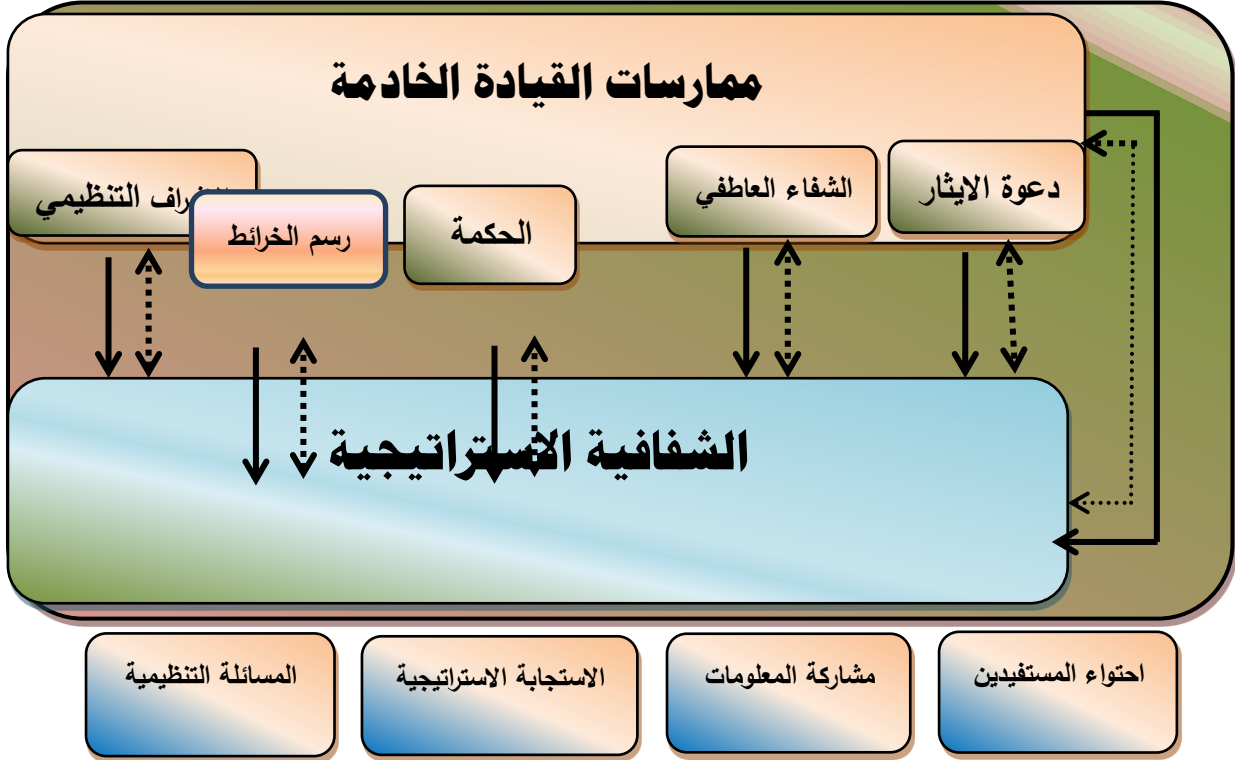 ممارسات القيادة الخادمة
دعوة الايثار
الشفاء العاطفي
الحكمة
رسم الخرائط
التنظيمي
الشفافية الاستراتيجية
احتواء المستفيدين
مشاركة المعلومات
الاستجابة الاستراتيجية
المسائلة التنظيمية